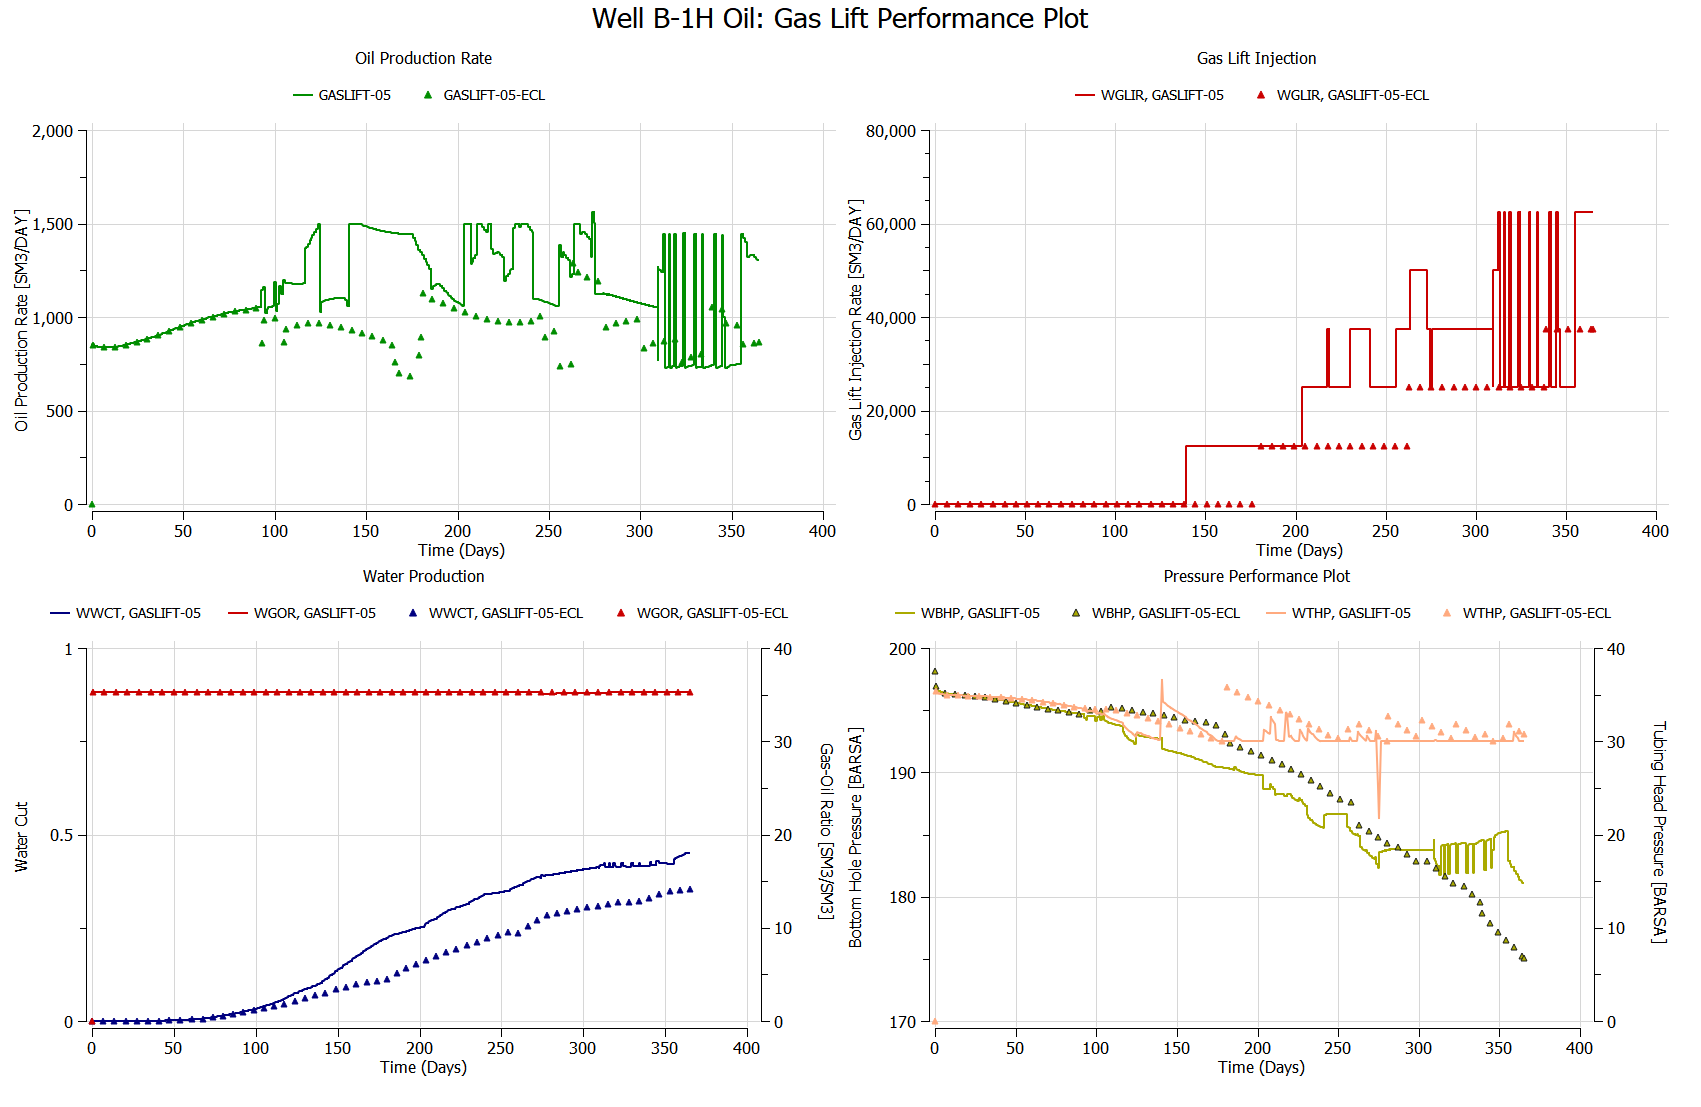 Well B-1H Oil: Gas Lift Performance Plot
Oil Production Rate
GASLIFT-05
GASLIFT-05-ECL
2,000
1,500
1,000
500
0
Oil Production Rate [SM3/DAY]
0 50 100 150 200 250 300 350 400
Time (Days)
Gas Lift Injection
WGLIR, GASLIFT-05
WGLIR, GASLIFT-05-ECL
80,000
60,000
40,000
20,000
0
Gas Lift Injection Rate [SM3/DAY]
0 50 100 150 200 250 300 350 400
Time (Days)
Water Production
WWCT, GASLIFT-05
WGOR, GASLIFT-05
WWCT, GASLIFT-05-ECL
WGOR, GASLIFT-05-ECL
1
0.5
0
Water Cut
40
30
20
10
0
Gas-Oil Ratio [SM3/SM3]
0 50 100 150 200 250 300 350 400
Time (Days)
Pressure Performance Plot
WBHP, GASLIFT-05
WBHP, GASLIFT-05-ECL
WTHP, GASLIFT-05
WTHP, GASLIFT-05-ECL
200
190
180
170
Bottom Hole Pressure [BARSA]
40
30
20
10
0
Tubing Head Pressure [BARSA]
0 50 100 150 200 250 300 350 400
Time (Days)